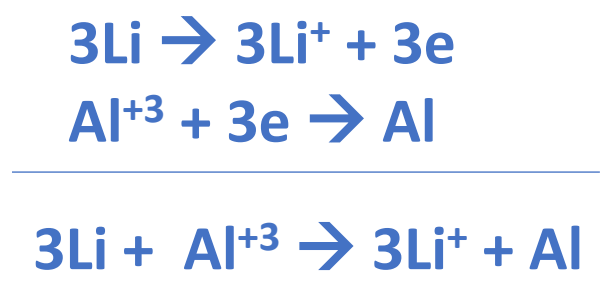 3Li → 3Li⁺ + 3e
Al⁺³ + 3e → Al
3Li + Al⁺³ → 3Li⁺ + Al